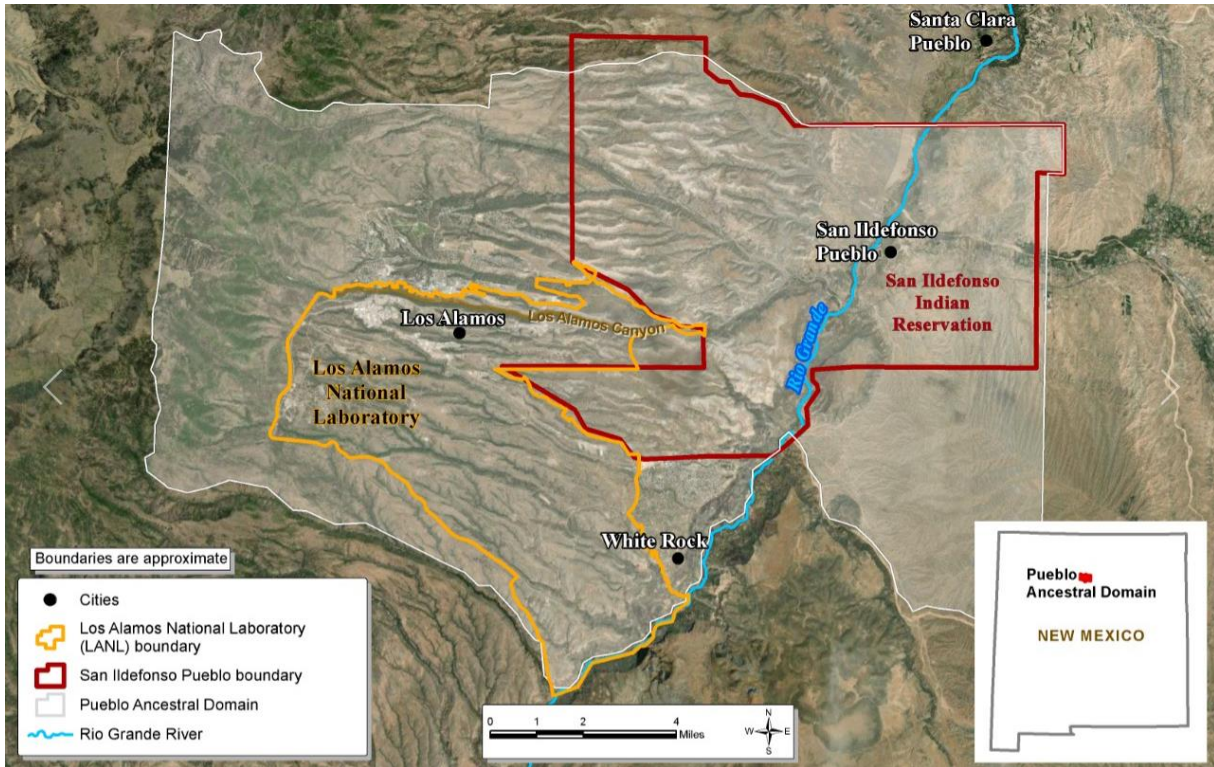 Santa Clara
Pueblo
San Ildefonso
Pueblo
San Ildefonso
Indian
Reservation
Los Alamos
Los Alamos Canyon
Los Alamos
National
Laboratory
Rio Grande
White Rock
Boundaries are approximate
Cities
Los Alamos National Laboratory
(LANL) boundary
San Ildefonso Pueblo boundary
Pueblo Ancestral Domain
Rio Grande River
0 1 2 4
Miles
N
W E
S
Pueblo
Ancestral Domain
NEW MEXICO